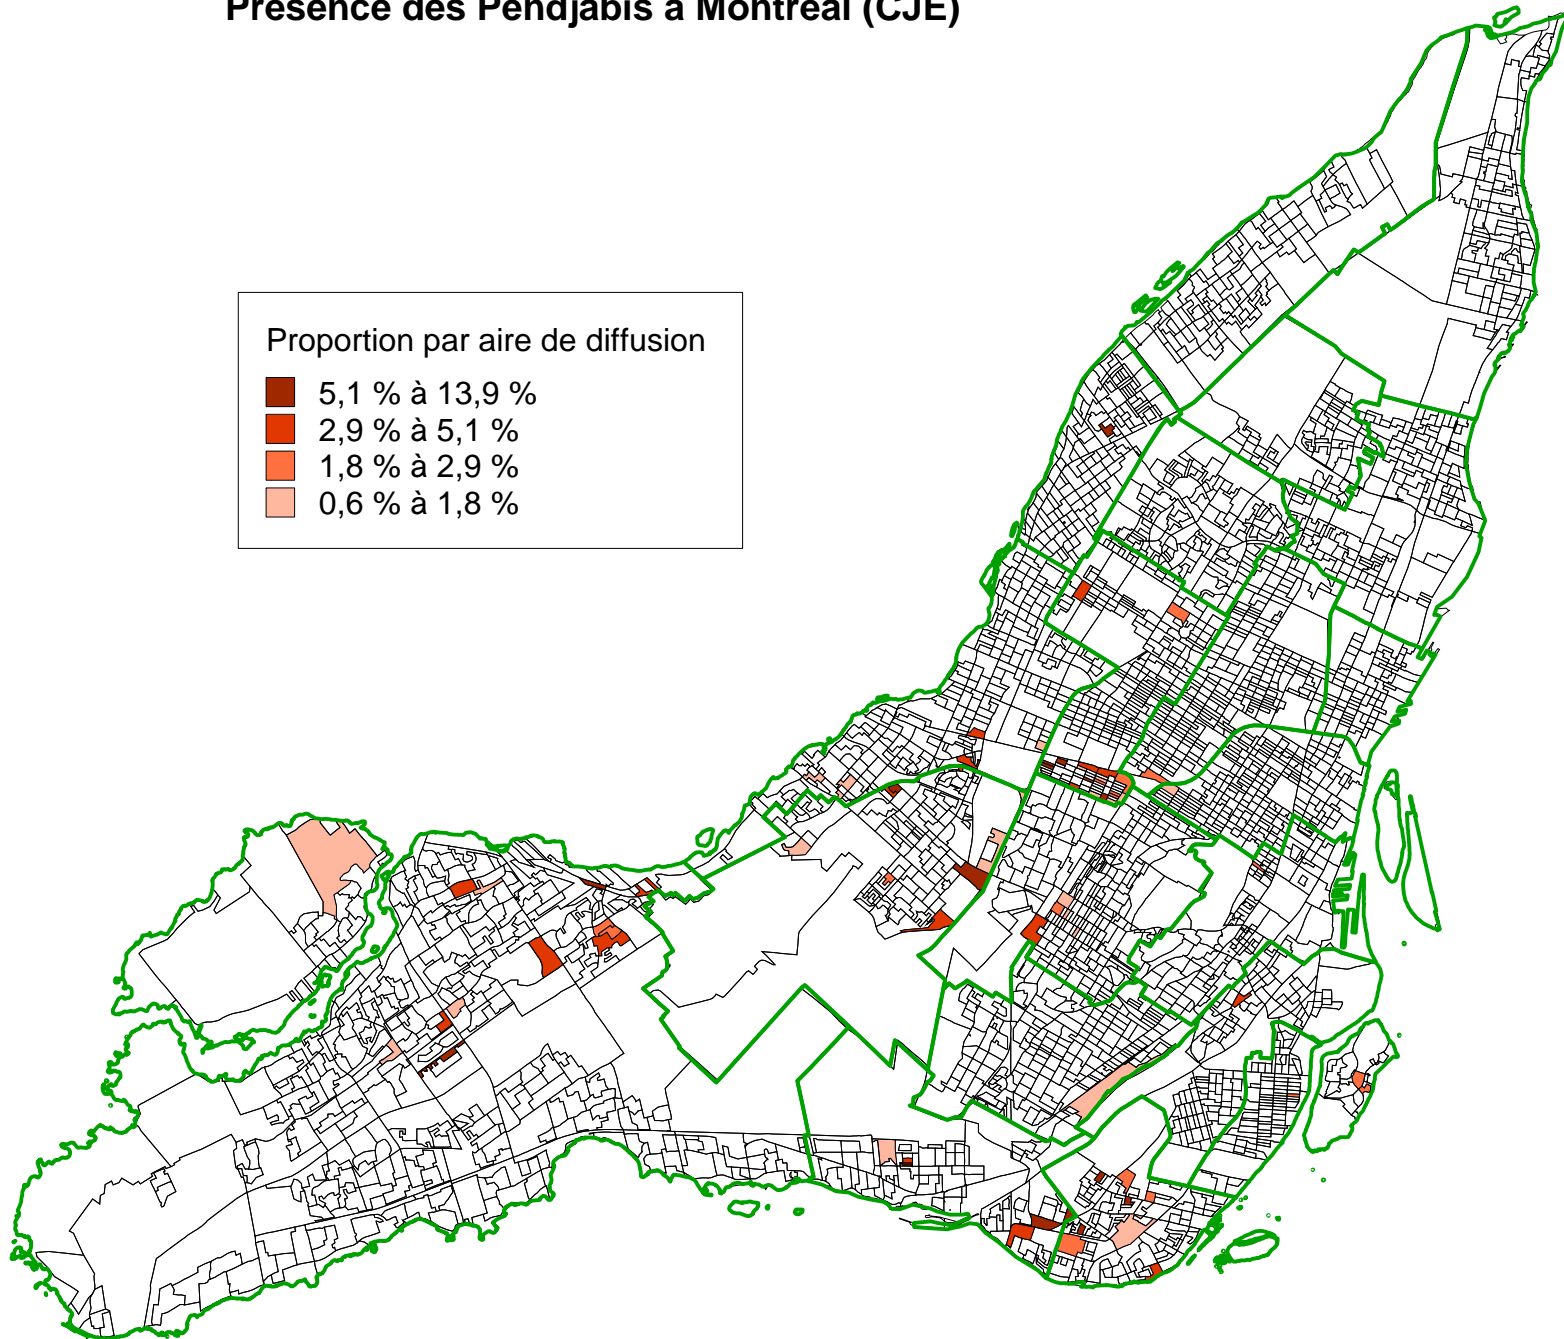 Présence des Pendjabis à Montréal (CJE)
Proportion par aire de diffusion
5,1 % à 13,9 %
2,9 % à 5,1 %
1,8 % à 2,9 %
0,6 % à 1,8 %